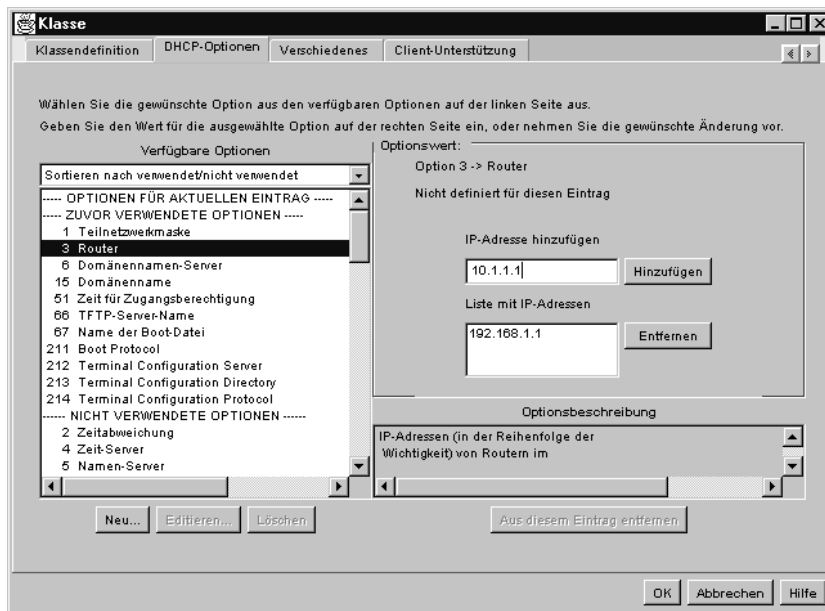 Klasse
Klassendefinition DHCP-Optionen Verschiedenes Client-Unterstützung
Wählen Sie die gewünschte Option aus den verfügbaren Optionen auf der linken Seite aus.
Geben Sie den Wert für die ausgewählte Option auf der rechten Seite ein, oder nehmen Sie die gewünschte Änderung vor.
Verfügbare Optionen
Sortieren nach verwendet/nicht verwendet
----- OPTIONEN FÜR AKTUELLEN EINTRAG -----
----- ZUVOR VERWENDETE OPTIONEN -----
1 Teilnetzwerkmaske
3 Router
6 Domänennamen-Server
15 Domänenname
51 Zeit für Zugangsberechtigung
66 TFTP-Server-Name
67 Name der Boot-Datei
211 Boot Protocol
212 Terminal Configuration Server
213 Terminal Configuration Directory
214 Terminal Configuration Protocol
------ NICHT VERWENDETE OPTIONEN ------
2 Zeitabweichung
4 Zeit-Server
5 Namen-Server
Neu... Editieren... Löschen
Optionswert:
Option 3 -> Router
Nicht definiert für diesen Eintrag
IP-Adresse hinzufügen
10.1.1.1 Hinzufügen
Liste mit IP-Adressen
192.168.1.1 Entfernen
Optionsbeschreibung
IP-Adressen (in der Reihenfolge der
Wichtigkeit) von Routern im
Aus diesem Eintrag entfernen
OK Abbrechen Hilfe